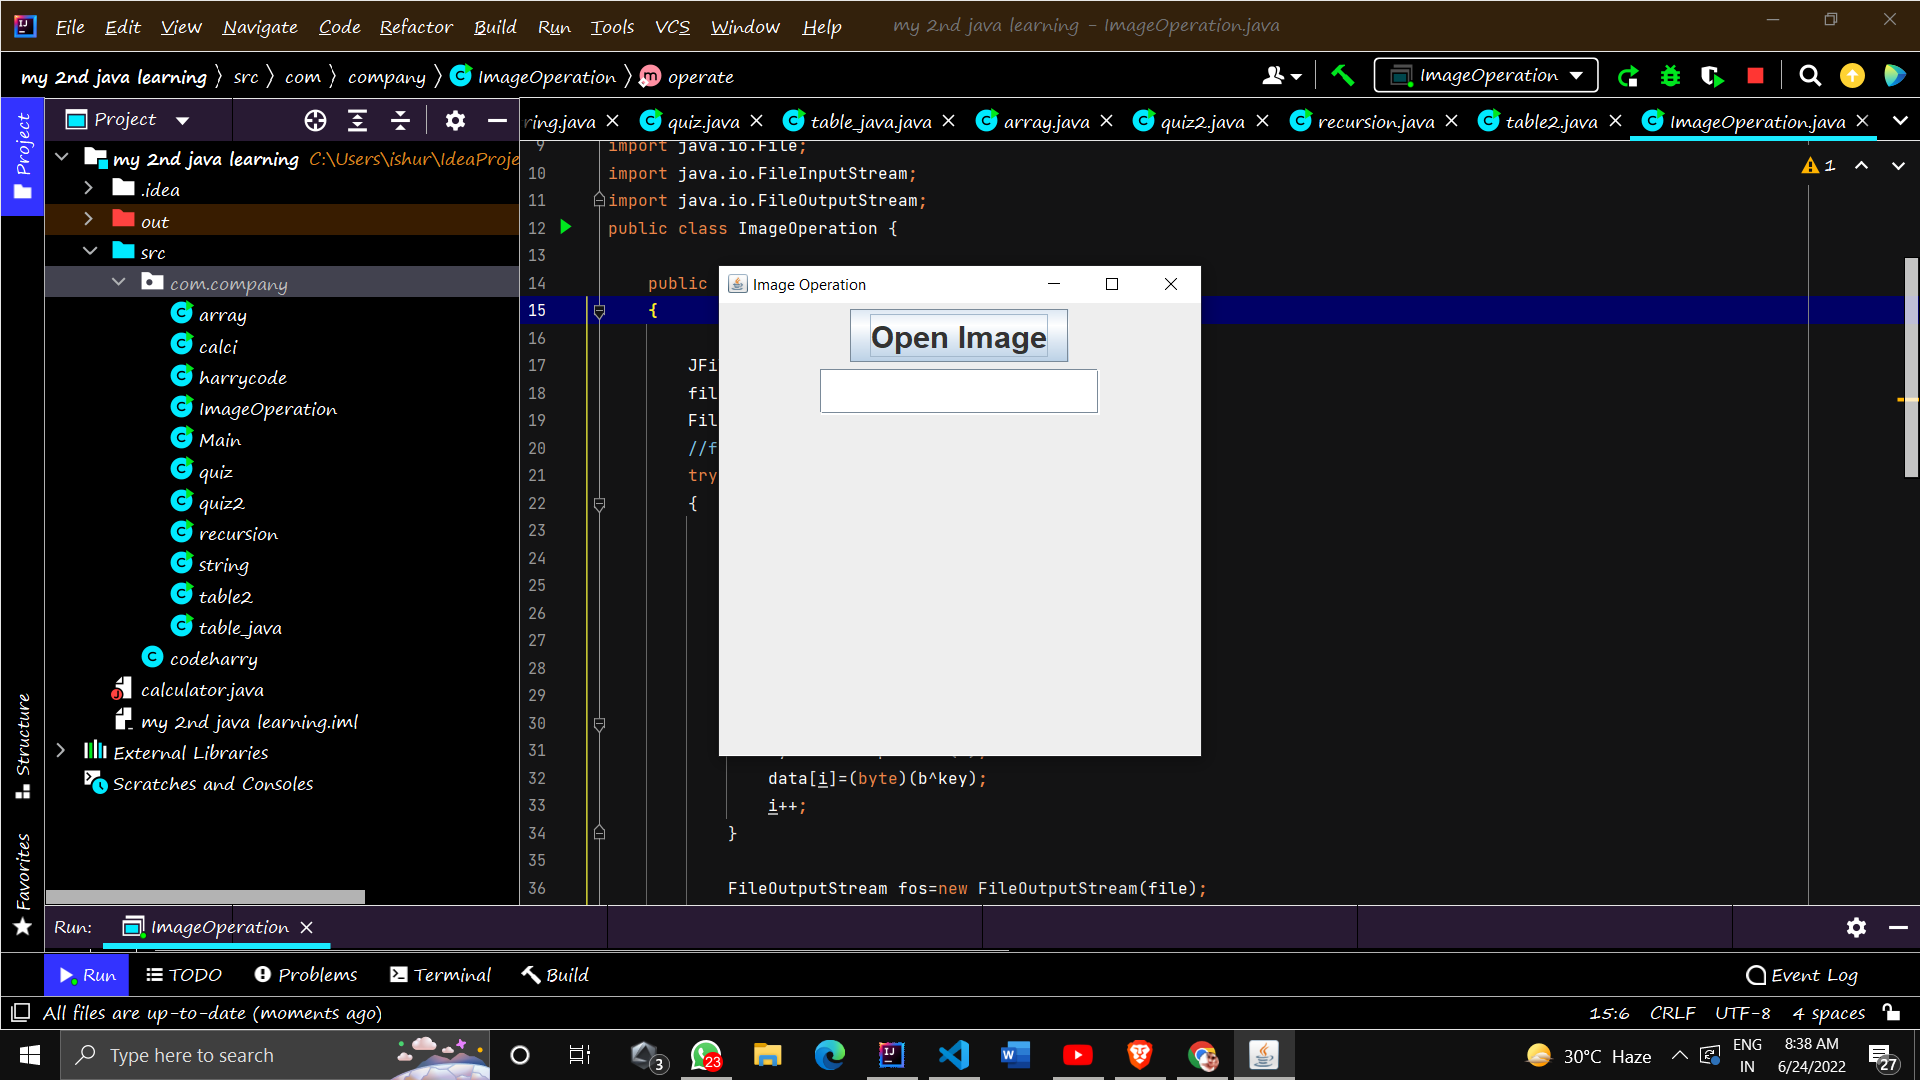 File Edit View Navigate Code Refactor Build Run Tools VCS Window Help my 2nd java learning - ImageOperation.java
my 2nd java learning src com company ImageOperation operate ImageOperation
Project
ring.java quiz.java table_java.java array.java quiz2.java recursion.java table2.java ImageOperation.java
Project
my 2nd java learning C:\Users\ishur\IdeaProje
.idea
out
src
com.company
array
calci
harrycode
ImageOperation
Main
quiz
quiz2
recursion
string
table2
table_java
codeharry
calculator.java
my 2nd java learning.iml
External Libraries
Scratches and Consoles
Structure
Favorites
9 import java.io.File;
10 import java.io.FileInputStream;
11 import java.io.FileOutputStream;
12 public class ImageOperation {
13
14 public
15 {
16
17 JFi
18 fil
19 Fil
20 //f
21 try
22 {
23
24
25
26
27
28
29
30
31
32 data[i]=(byte)(b^key);
33 i++;
34 }
35
36 FileOutputStream fos=new FileOutputStream(file);
1
Image Operation
Open Image
Run: ImageOperation
Run TODO Problems Terminal Build Event Log
All files are up-to-date (moments ago) 15:6 CRLF UTF-8 4 spaces
Type here to search 3 23 30°C Haze ENG IN 8:38 AM 6/24/2022 27